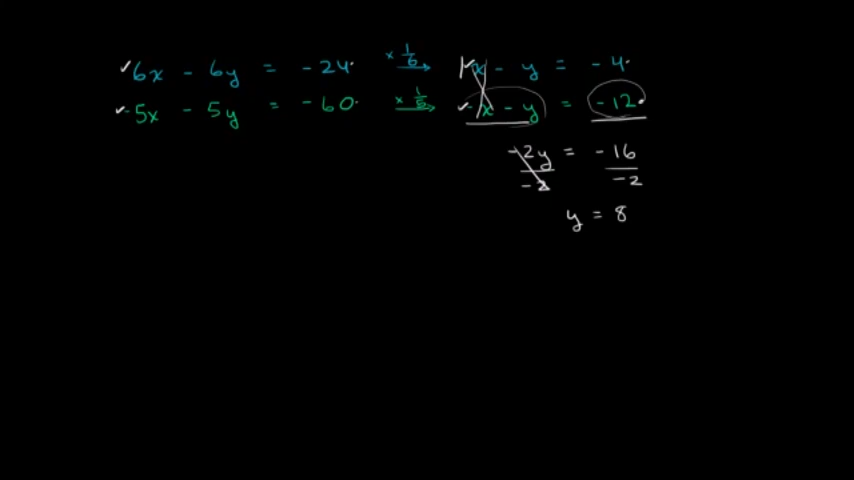 6x - 6y = -24 × 1/6 → x - y = -4
-5x - 5y = -60 × 1/5 → -x - y = -12
-2y = -16
-2 -2
y = 8